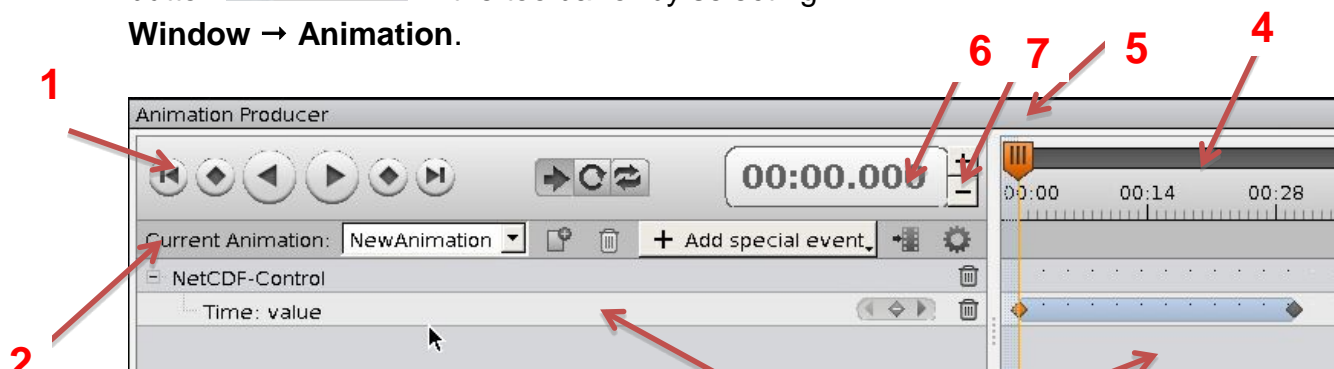 Window → Animation.
1
6
7
5
4
Animation Producer
00:00.000
+
−
00:00 00:14 00:28
Current Animation: NewAnimation
+ Add special event
NetCDF-Control
Time: value
2